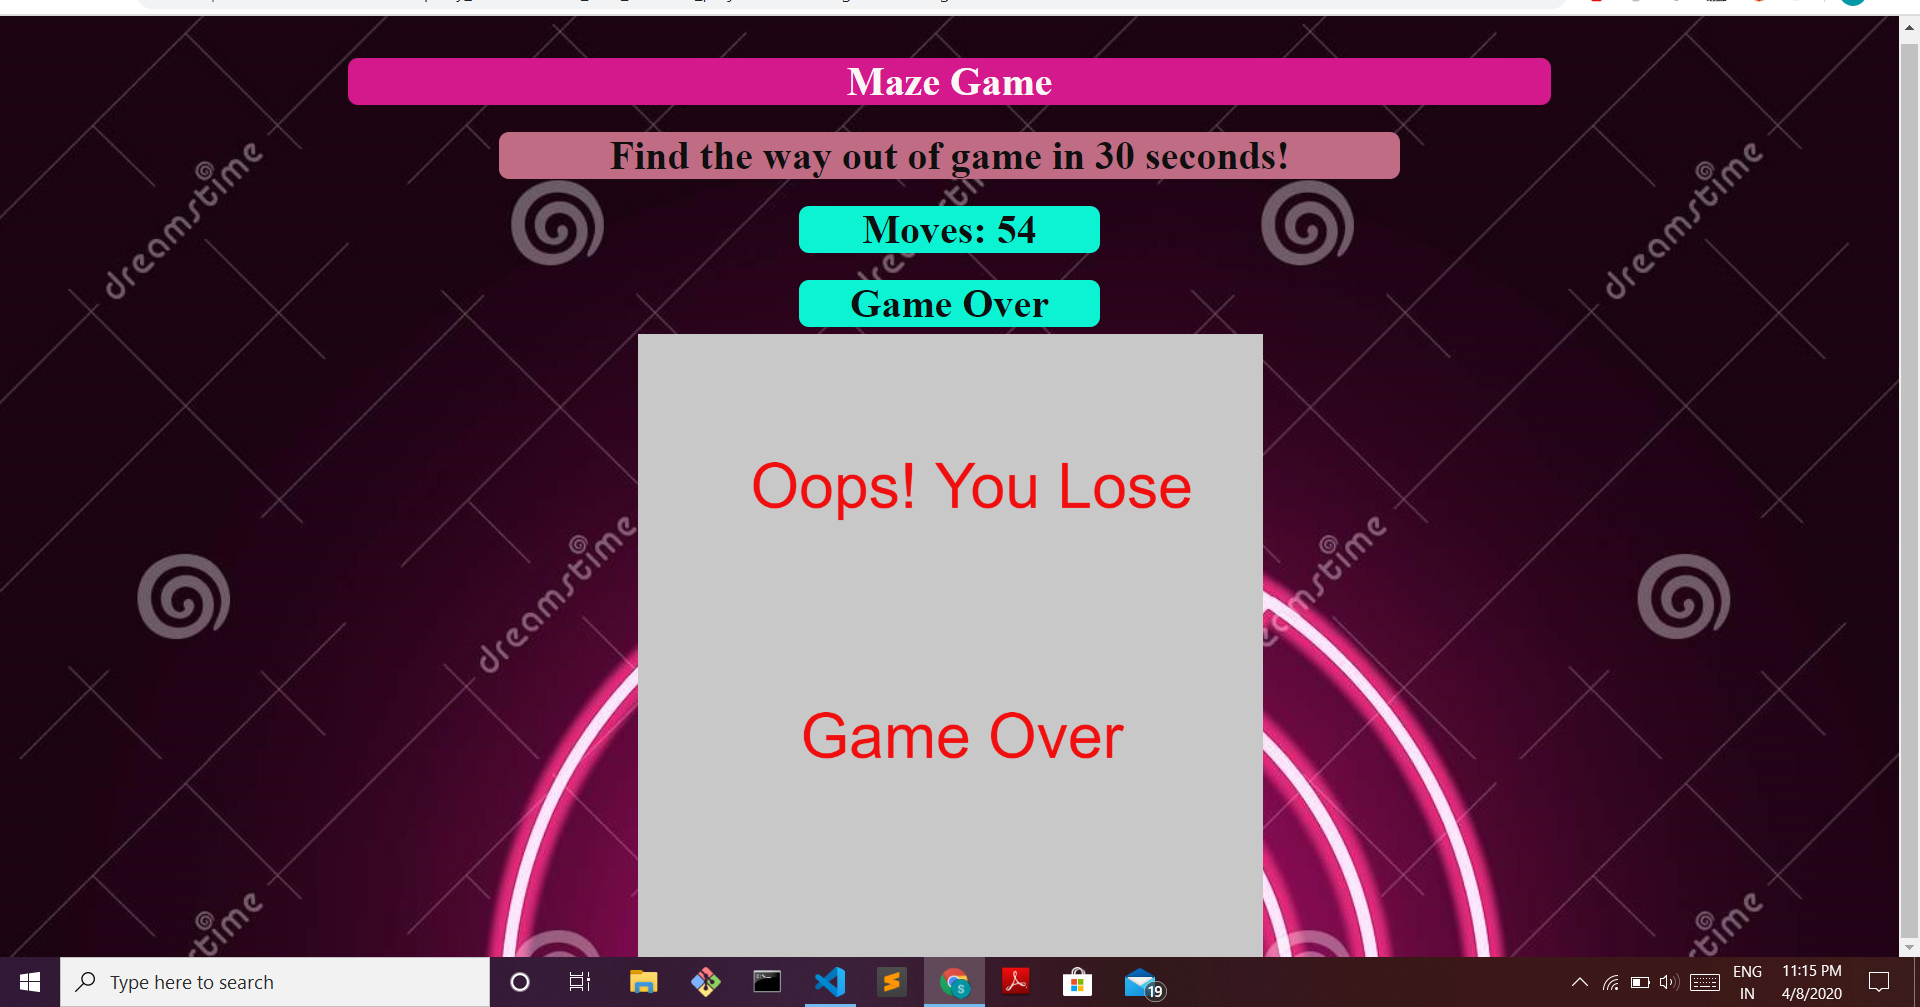 Maze Game
Find the way out of game in 30 seconds!
Moves: 54
Game Over
Oops! You Lose
Game Over
dreamstime
dreamstime
dreamstime
dreamstime
Type here to search
S
19
ENG
IN
11:15 PM
4/8/2020